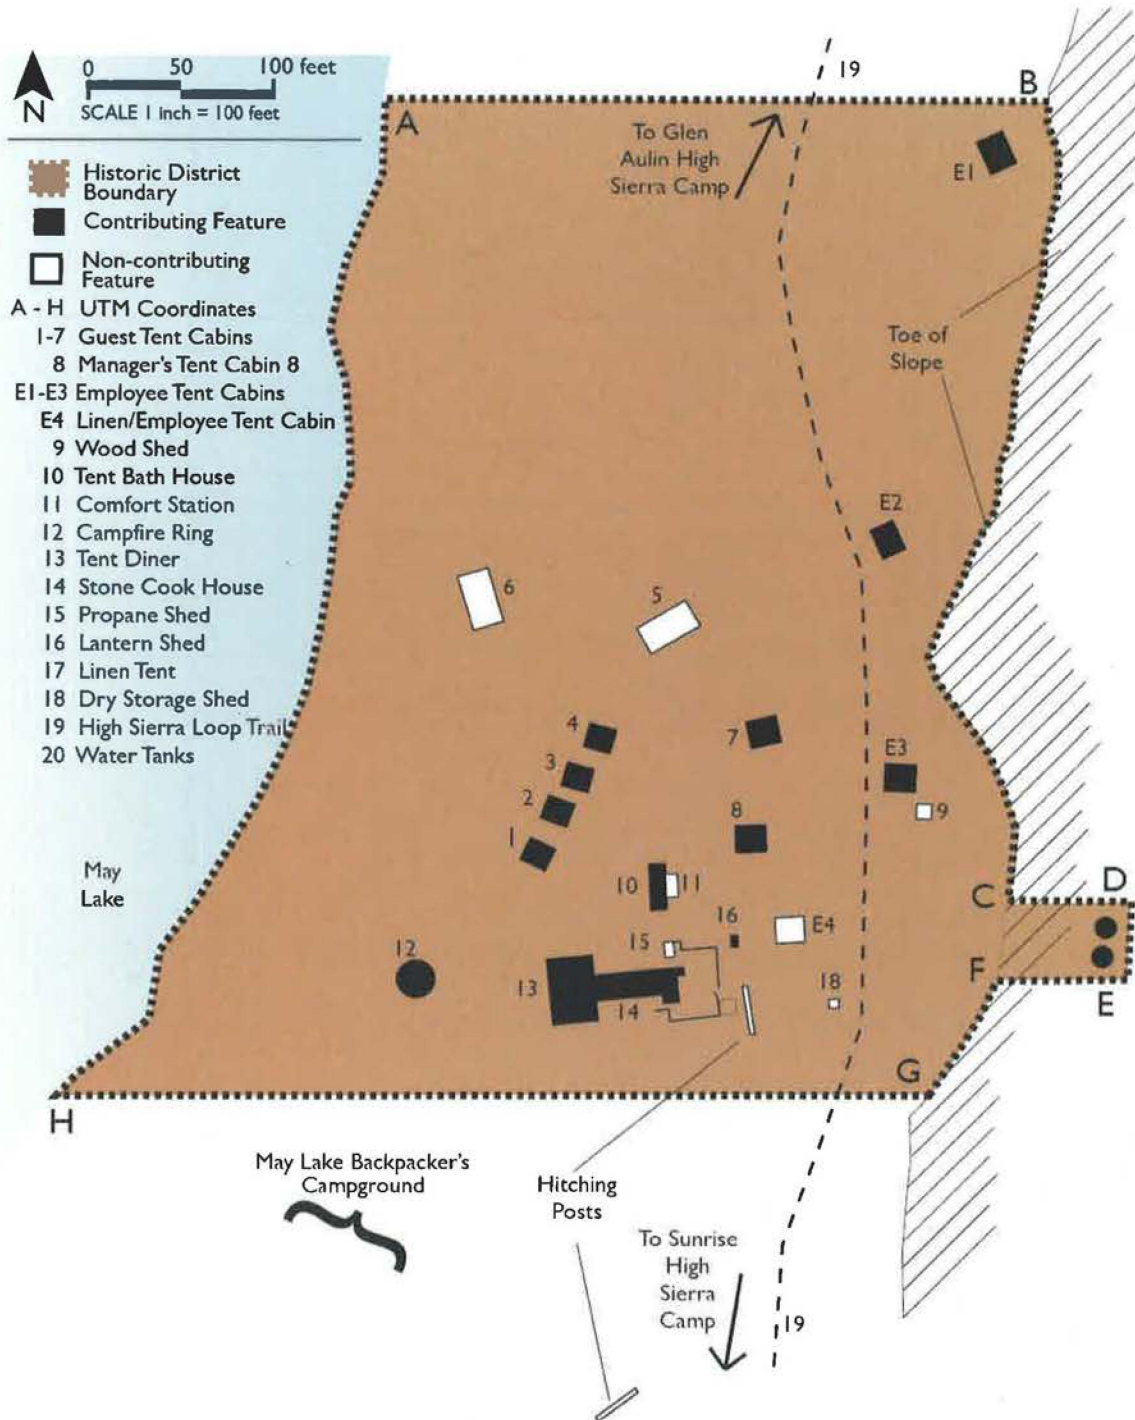 0 50 100 feet
N
SCALE 1 inch = 100 feet
Historic District
Boundary
Contributing Feature
Non-contributing
Feature
A - H UTM Coordinates
1-7 Guest Tent Cabins
8 Manager's Tent Cabin 8
E1-E3 Employee Tent Cabins
E4 Linen/Employee Tent Cabin
9 Wood Shed
10 Tent Bath House
11 Comfort Station
12 Campfire Ring
13 Tent Diner
14 Stone Cook House
15 Propane Shed
16 Lantern Shed
17 Linen Tent
18 Dry Storage Shed
19 High Sierra Loop Trail
20 Water Tanks
19
A
B
To Glen
Aulin High
Sierra Camp
E1
Toe of
Slope
E2
6
5
4
3
2
1
7
E3
9
8
10
11
May
Lake
C
D
12
16
E4
15
13
14
18
F
E
G
H
May Lake Backpacker's
Campground
Hitching
Posts
To Sunrise
High
Sierra
Camp
19